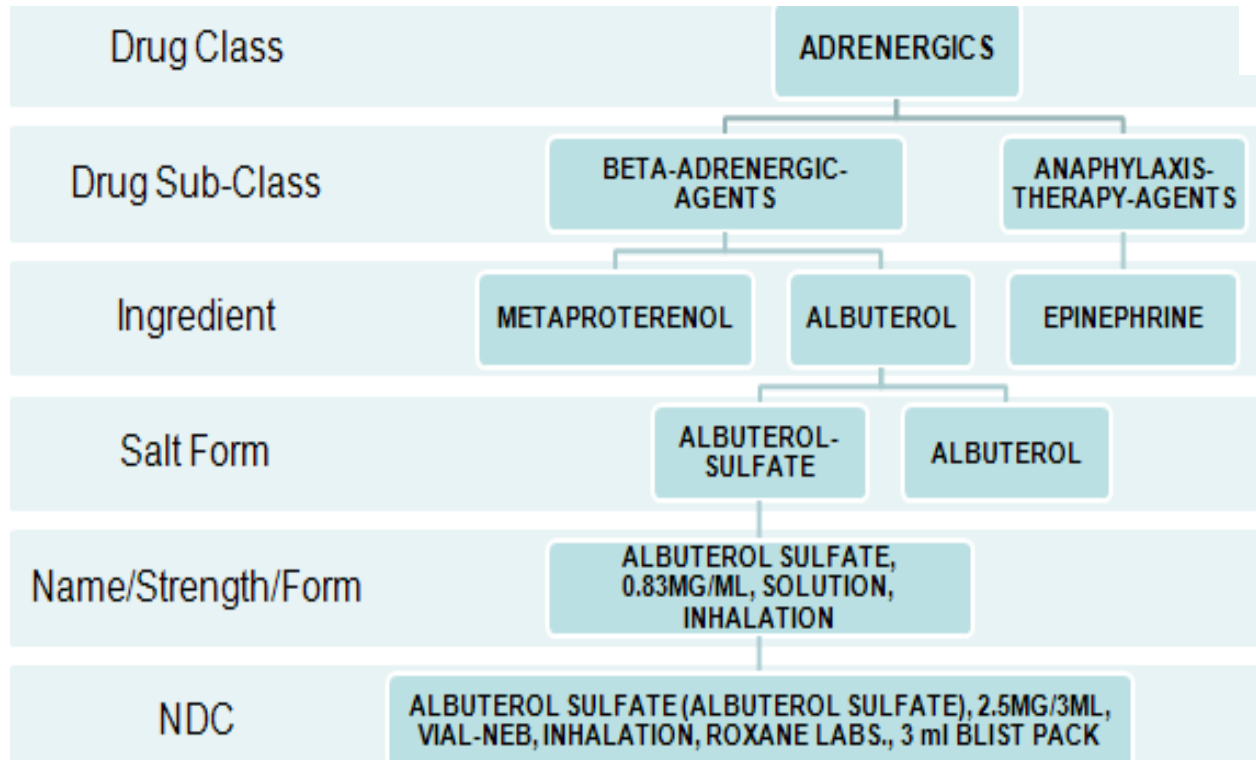 Drug Class
ADRENERGICS
Drug Sub-Class
BETA-ADRENERGIC-
AGENTS
ANAPHYLAXIS-
THERAPY-AGENTS
Ingredient
METAPROTERENOL
ALBUTEROL
EPINEPHRINE
Salt Form
ALBUTEROL-
SULFATE
ALBUTEROL
Name/Strength/Form
ALBUTEROL SULFATE,
0.83MG/ML, SOLUTION,
INHALATION
NDC
ALBUTEROL SULFATE (ALBUTEROL SULFATE), 2.5MG/3ML,
VIAL-NEB, INHALATION, ROXANE LABS., 3 ml BLIST PACK